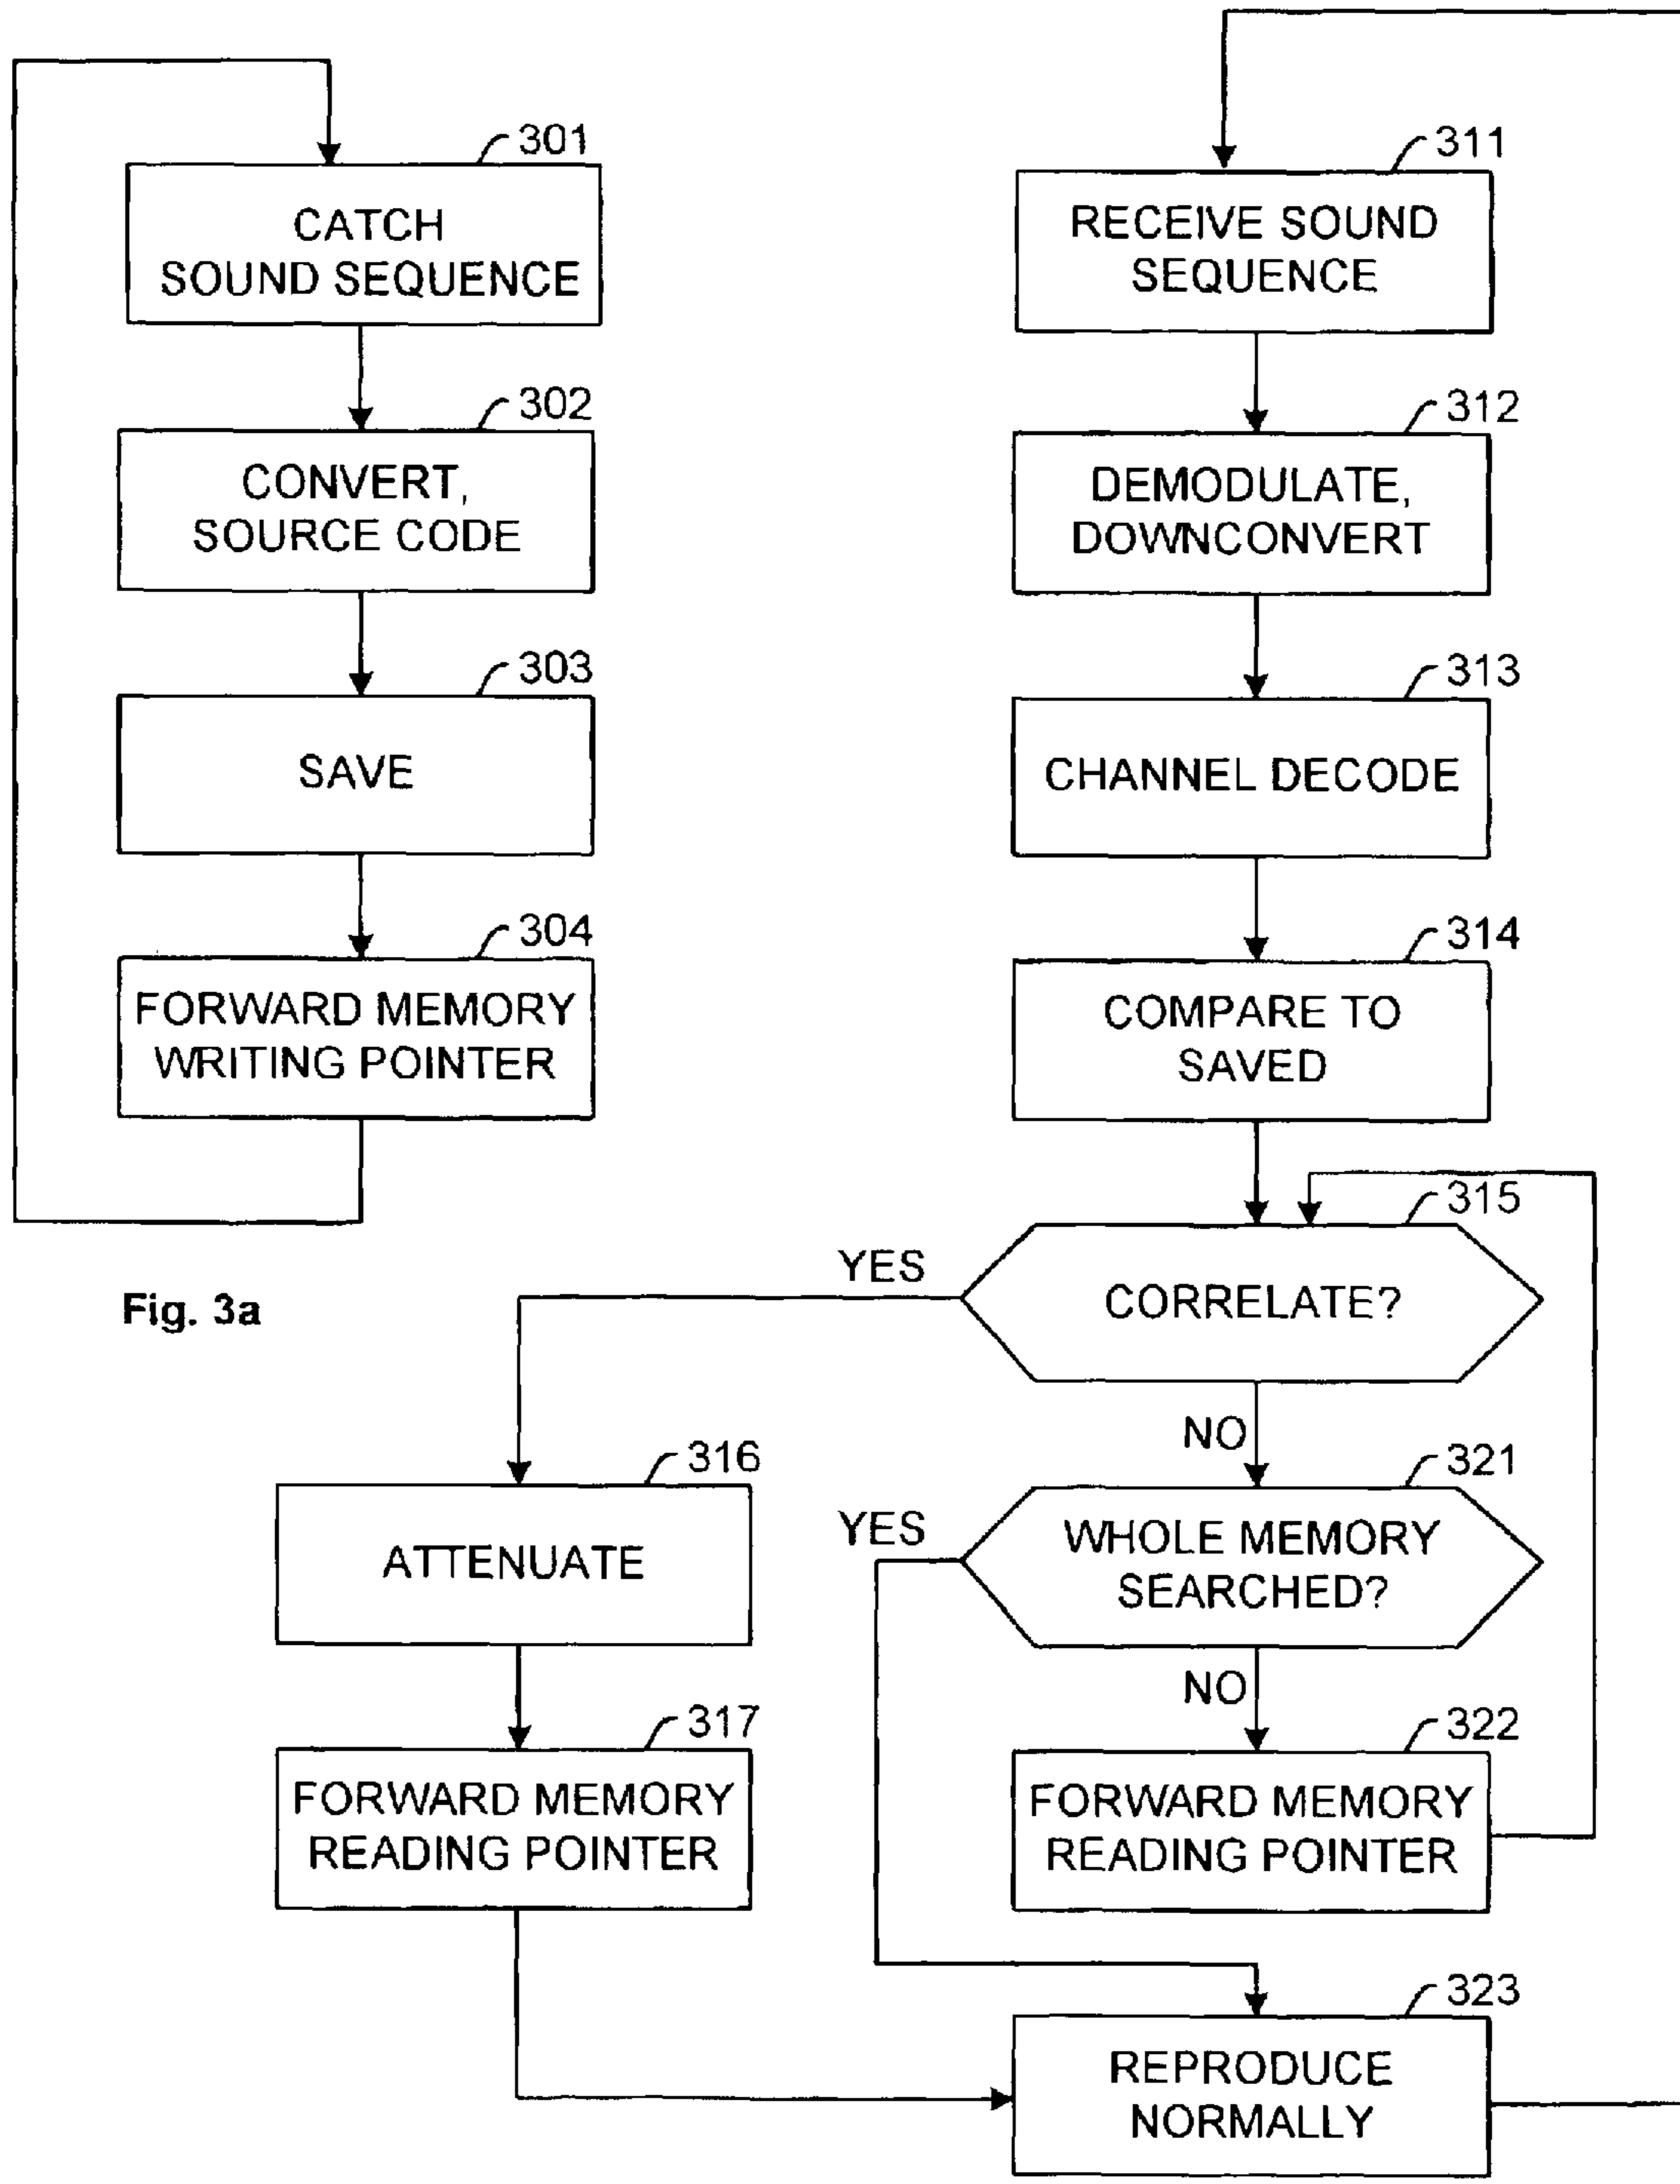 301
CATCH
SOUND SEQUENCE
302
CONVERT,
SOURCE CODE
303
SAVE
304
FORWARD MEMORY
WRITING POINTER
Fig. 3a
311
RECEIVE SOUND
SEQUENCE
312
DEMODULATE,
DOWNCONVERT
313
CHANNEL DECODE
314
COMPARE TO
SAVED
315
CORRELATE?
YES
NO
316
ATTENUATE
317
FORWARD MEMORY
READING POINTER
321
WHOLE MEMORY
SEARCHED?
YES
NO
322
FORWARD MEMORY
READING POINTER
323
REPRODUCE
NORMALLY